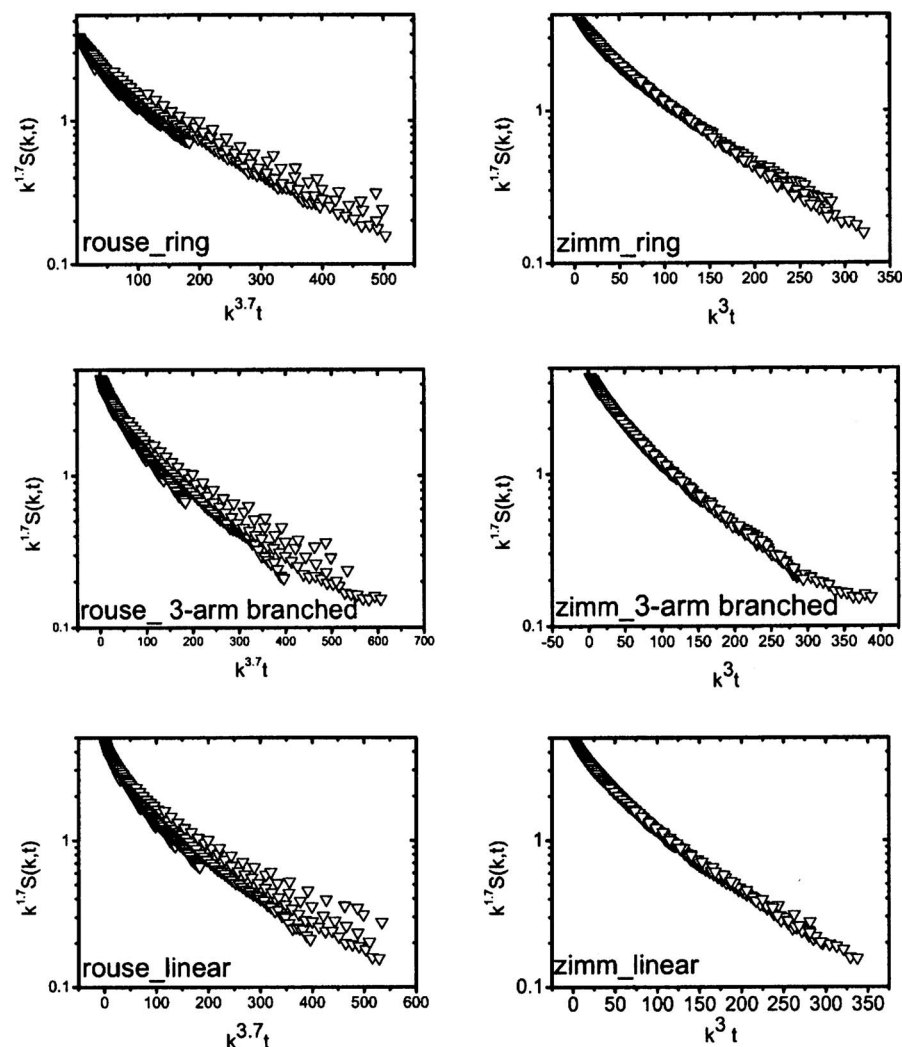 k^1.7S(k,t)
1
0.1
rouse_ring
100 200 300 400 500
k^3.7t
k^1.7S(k,t)
1
0.1
zimm_ring
0 50 100 150 200 250 300 350
k^3t
k^1.7S(k,t)
1
0.1
rouse_ 3-arm branched
0 100 200 300 400 500 600 700
k^3.7t
k^1.7S(k,t)
1
0.1
zimm_3-arm branched
-50 0 50 100 150 200 250 300 350 400
k^3t
k^1.7S(k,t)
1
0.1
rouse_linear
0 100 200 300 400 500 600
k^3.7t
k^1.7S(k,t)
1
0.1
zimm_linear
0 50 100 150 200 250 300 350
k^3 t